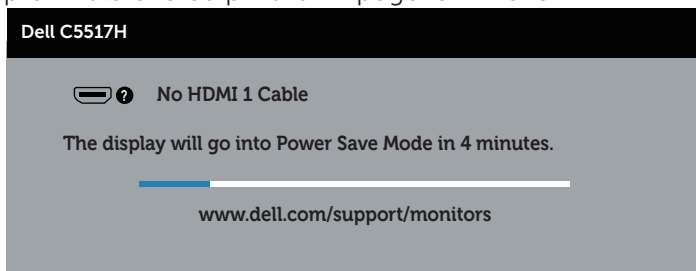 Dell C5517H
? No HDMI 1 Cable
The display will go into Power Save Mode in 4 minutes.
www.dell.com/support/monitors